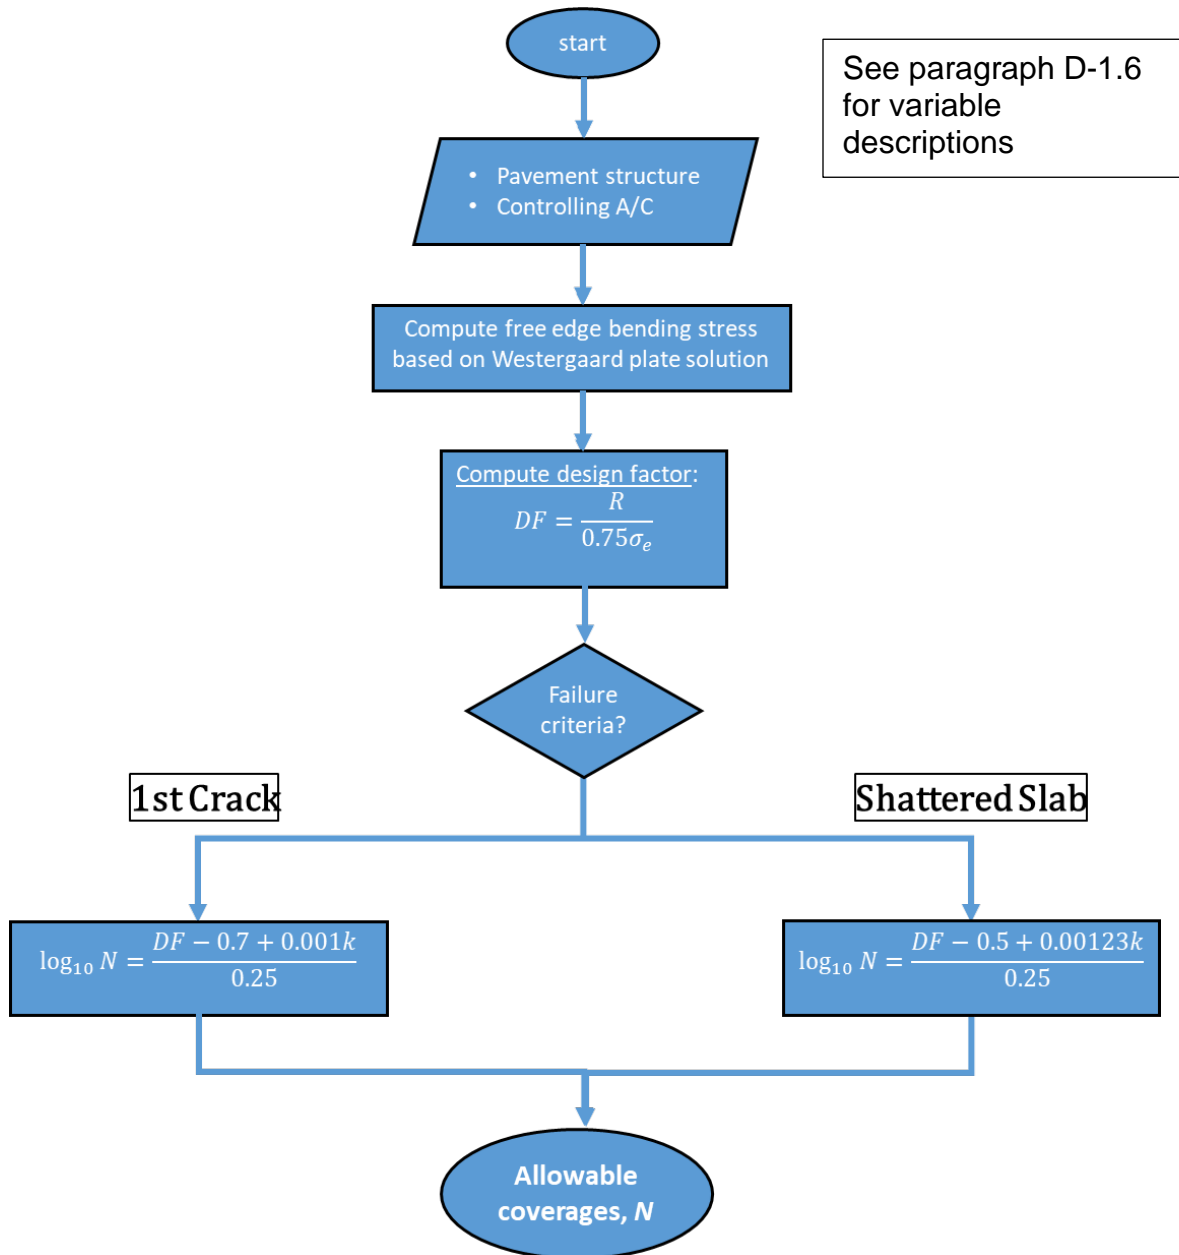 start
See paragraph D-1.6
for variable
descriptions
• Pavement structure
• Controlling A/C
Compute free edge bending stress
based on Westergaard plate solution
Compute design factor:
DF = R / 0.75σₑ
Failure
criteria?
1st Crack
Shattered Slab
log₁₀ N = DF − 0.7 + 0.001k / 0.25
log₁₀ N = DF − 0.5 + 0.00123k / 0.25
Allowable
coverages, N